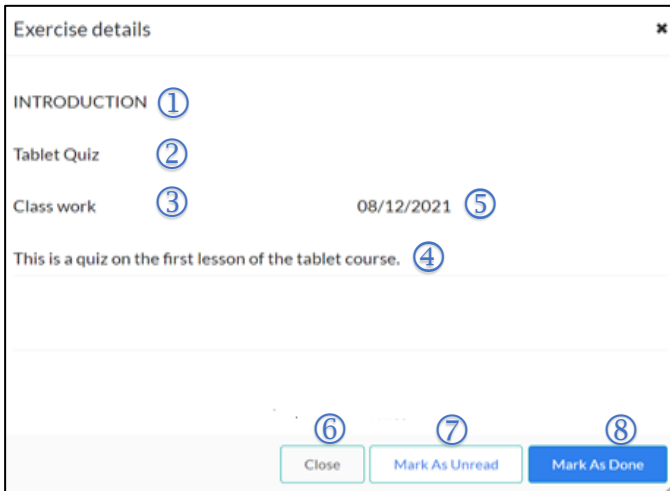 Exercise details ✖
INTRODUCTION ①
Tablet Quiz ②
Class work ③ 08/12/2021 ⑤
This is a quiz on the first lesson of the tablet course. ④
⑥ ⑦ ⑧
Close Mark As Unread Mark As Done